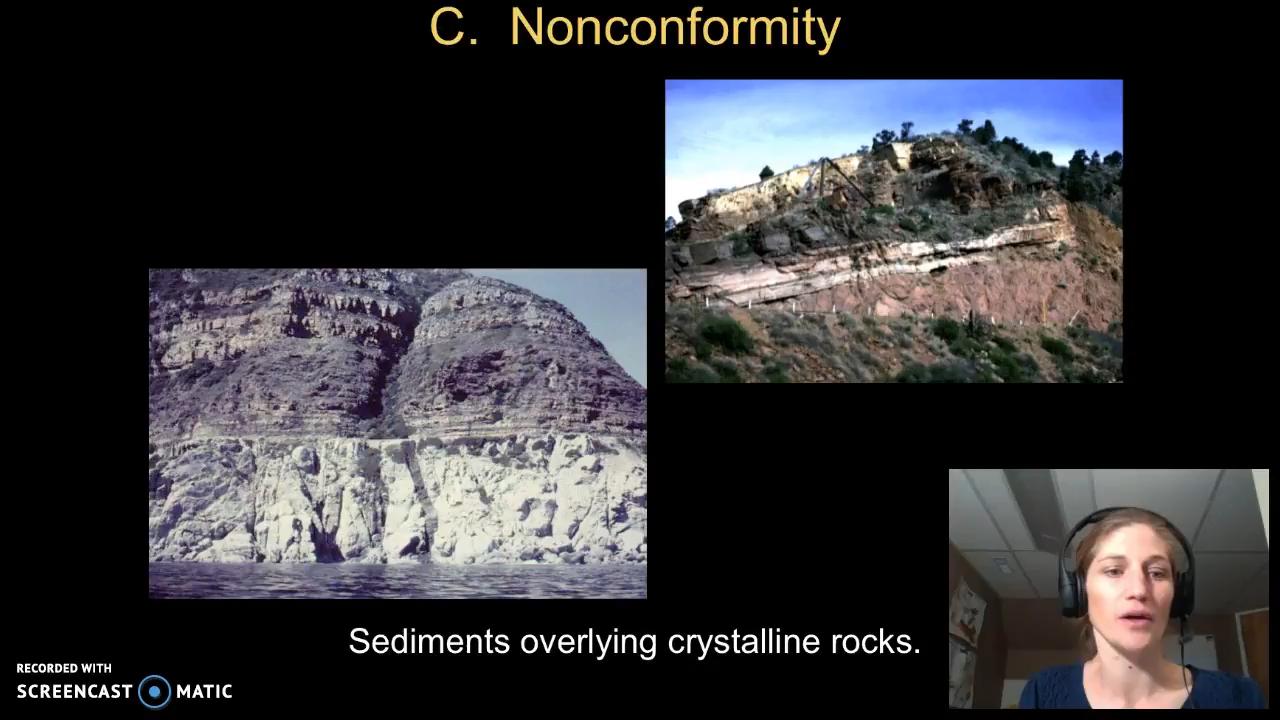 C. Nonconformity
Sediments overlying crystalline rocks.
RECORDED WITH
SCREENCAST MATIC